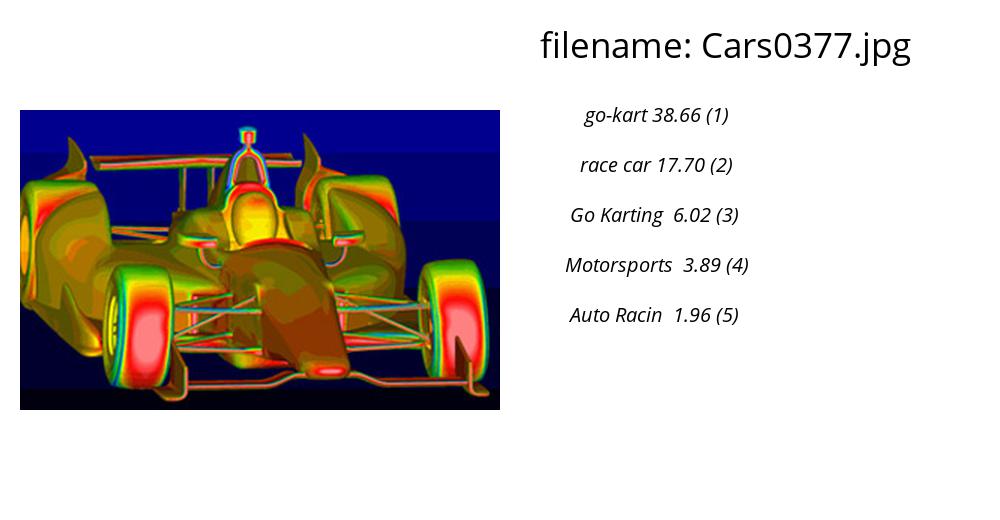 filename: Cars0377.jpg
go-kart 38.66 (1)
race car 17.70 (2)
Go Karting 6.02 (3)
Motorsports 3.89 (4)
Auto Racin 1.96 (5)